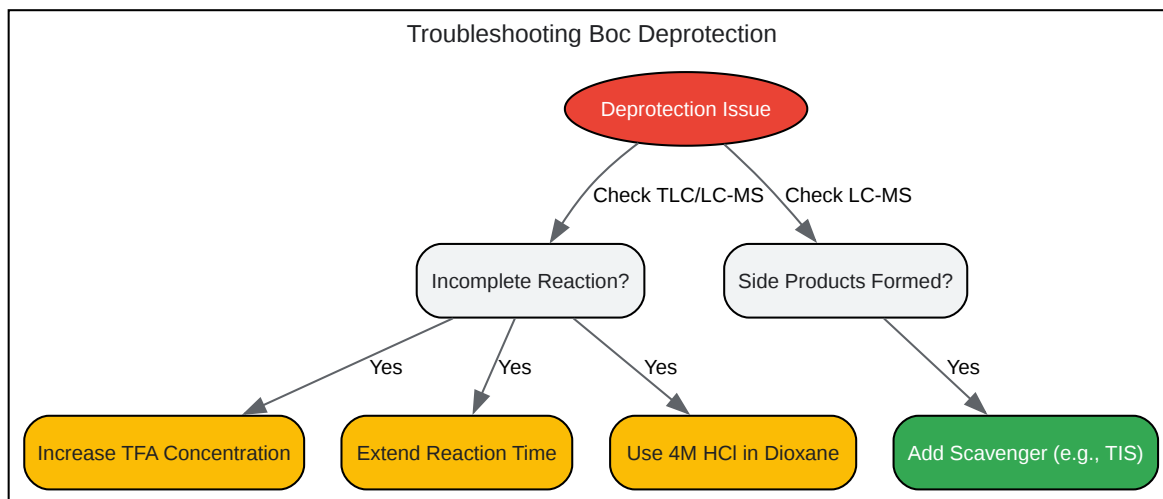 Troubleshooting Boc Deprotection
Deprotection Issue
Check TLC/LC-MS
Check LC-MS
Incomplete Reaction?
Side Products Formed?
Yes
Yes
Yes
Yes
Increase TFA Concentration
Extend Reaction Time
Use 4M HCl in Dioxane
Add Scavenger (e.g., TIS)